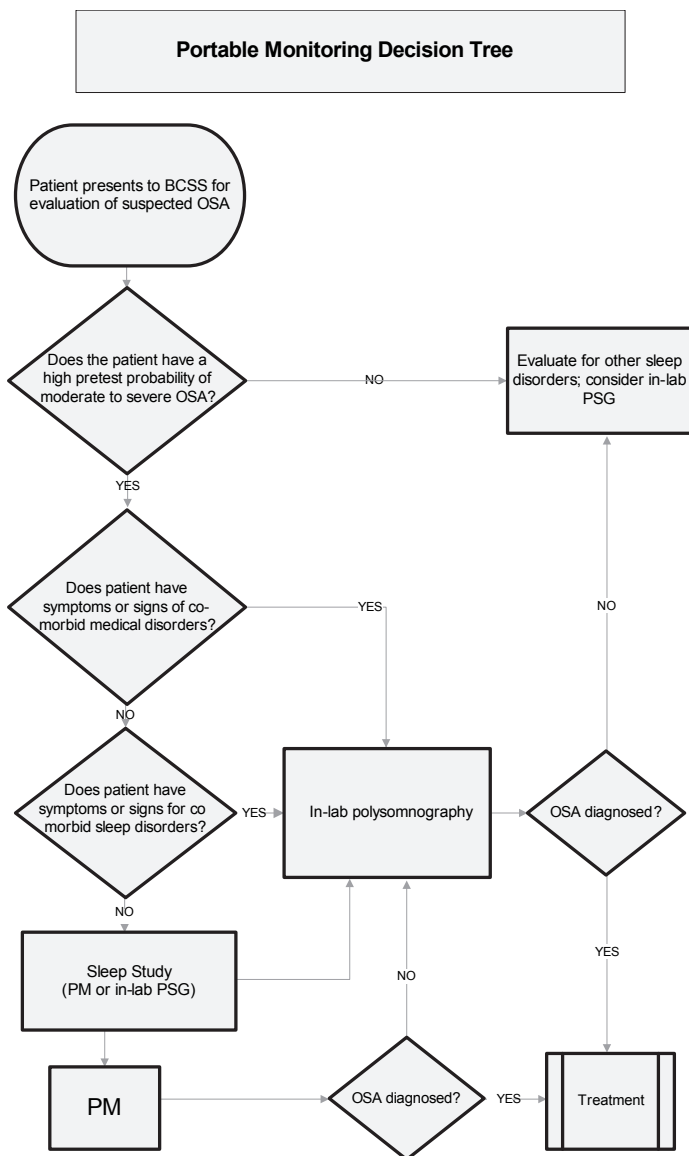 Portable Monitoring Decision Tree
Patient presents to BCSS for
evaluation of suspected OSA
Does the patient have a
high pretest probability of
moderate to severe OSA?
NO
Evaluate for other sleep
disorders; consider in-lab
PSG
YES
Does patient have
symptoms or signs of co-
morbid medical disorders?
YES
NO
NO
Does patient have
symptoms or signs for co
morbid sleep disorders?
YES
In-lab polysomnography
OSA diagnosed?
NO
Sleep Study
(PM or in-lab PSG)
NO
YES
PM
OSA diagnosed?
YES
Treatment